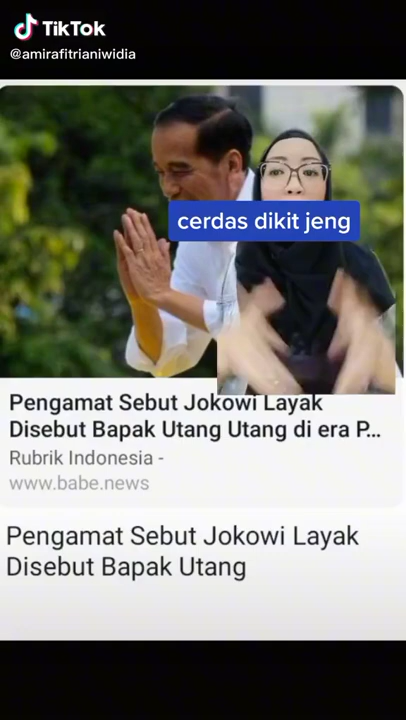 TikTok
@amirafitrianiwidia
cerdas dikit jeng
Pengamat Sebut Jokowi Layak
Disebut Bapak Utang Utang di era P...
Rubrik Indonesia -
www.babe.news
Pengamat Sebut Jokowi Layak
Disebut Bapak Utang